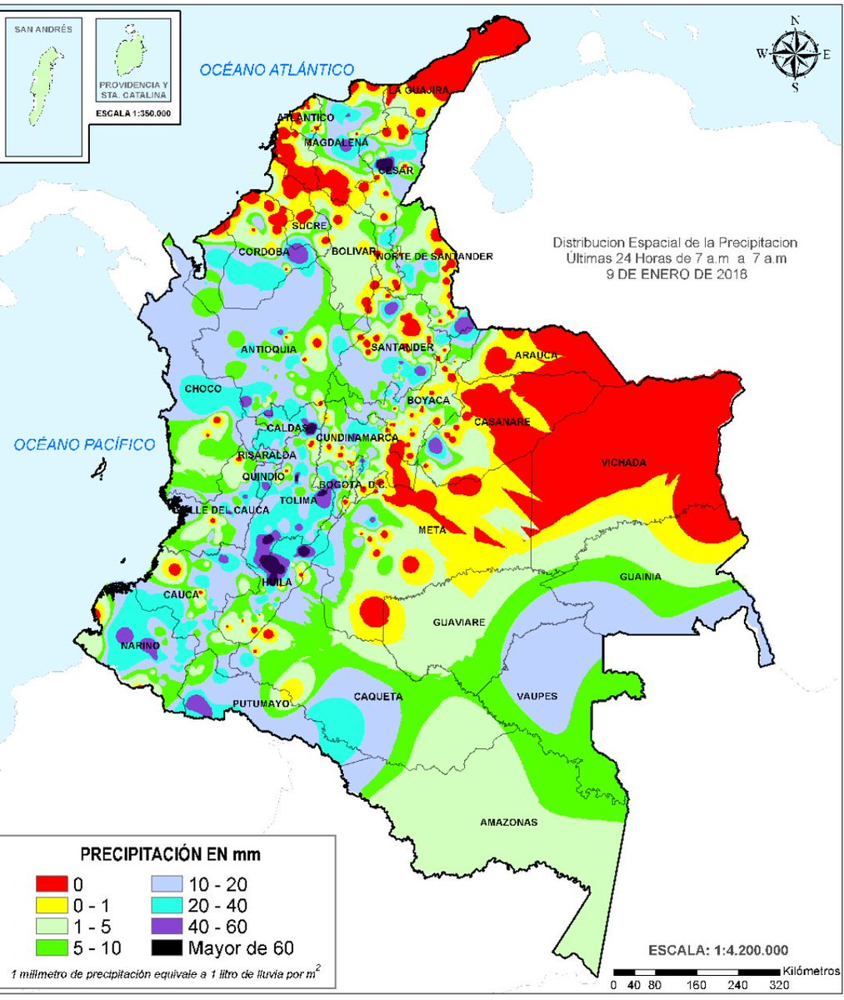 SAN ANDRÉS
PROVIDENCIA Y
STA. CATALINA
ESCALA 1:350.000
OCÉANO ATLÁNTICO
N
W
E
S
LA GUAJIRA
ATLANTICO
MAGDALENA
CESAR
SUCRE
CORDOBA
BOLIVAR
NORTE DE SANTANDER
Distribucion Espacial de la Precipitacion
Últimas 24 Horas de 7 a.m a 7 a.m
9 DE ENERO DE 2018
ANTIOQUIA
SANTANDER
ARAUCA
CHOCO
BOYACA
CASANARE
OCÉANO PACÍFICO
CALDAS
CUNDINAMARCA
RISARALDA
VICHADA
QUINDIO
BOGOTA, D.C.
TOLIMA
VALLE DEL CAUCA
META
HUILA
GUAINIA
CAUCA
GUAVIARE
NARIÑO
PUTUMAYO
CAQUETA
VAUPES
AMAZONAS
PRECIPITACIÓN EN mm
0
0 - 1
1 - 5
5 - 10
10 - 20
20 - 40
40 - 60
Mayor de 60
1 milímetro de precipitación equivale a 1 litro de lluvia por m2
ESCALA: 1:4.200.000
Kilómetros
0 40 80 160 240 320